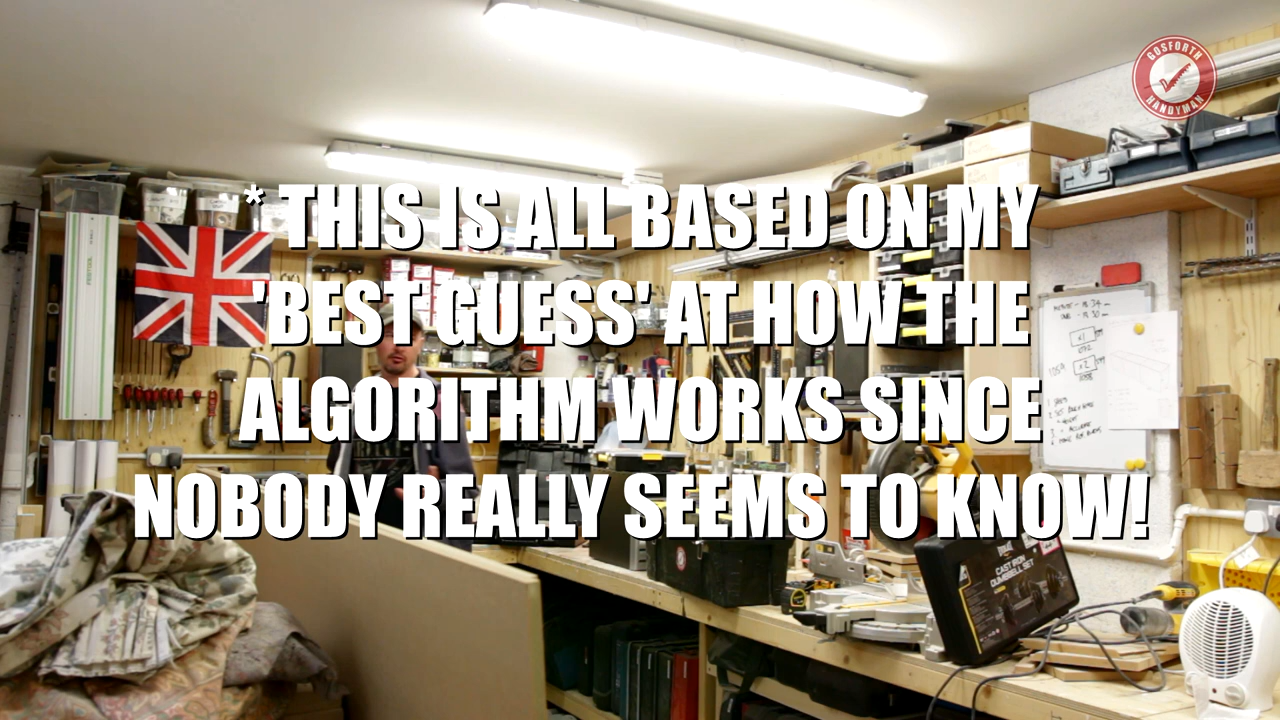 GOSFORTH
HANDYMAN
* THIS IS ALL BASED ON MY
'BEST GUESS' AT HOW THE
ALGORITHM WORKS SINCE
NOBODY REALLY SEEMS TO KNOW!
FESTOOL
CAST IRON
DUMBBELL SET